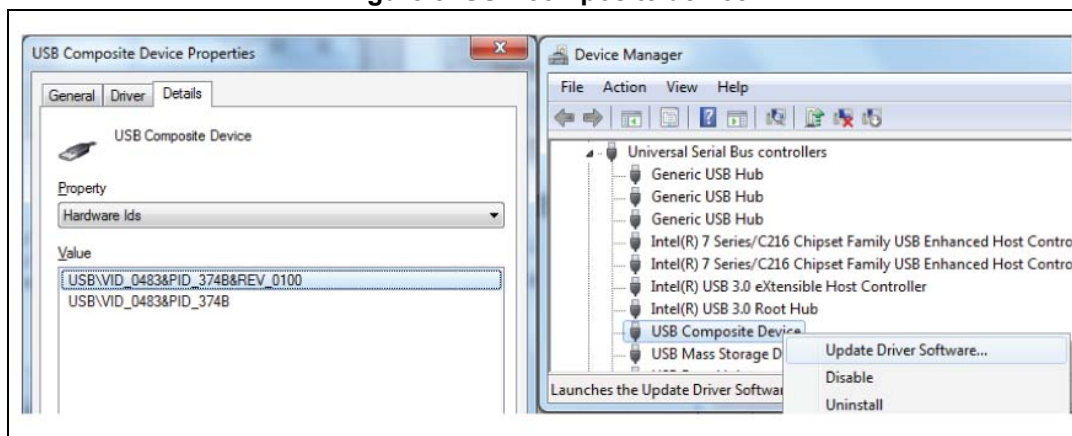 USB Composite Device Properties
General Driver Details
USB Composite Device
Property
Hardware Ids
Value
USB\VID_0483&PID_374B&REV_0100
USB\VID_0483&PID_374B
Device Manager
File Action View Help
Universal Serial Bus controllers
Generic USB Hub
Generic USB Hub
Generic USB Hub
Intel(R) 7 Series/C216 Chipset Family USB Enhanced Host Contro
Intel(R) 7 Series/C216 Chipset Family USB Enhanced Host Contro
Intel(R) USB 3.0 eXtensible Host Controller
Intel(R) USB 3.0 Root Hub
USB Composite Device
USB Mass Storage D
Launches the Update Driver Softwar
Update Driver Software...
Disable
Uninstall